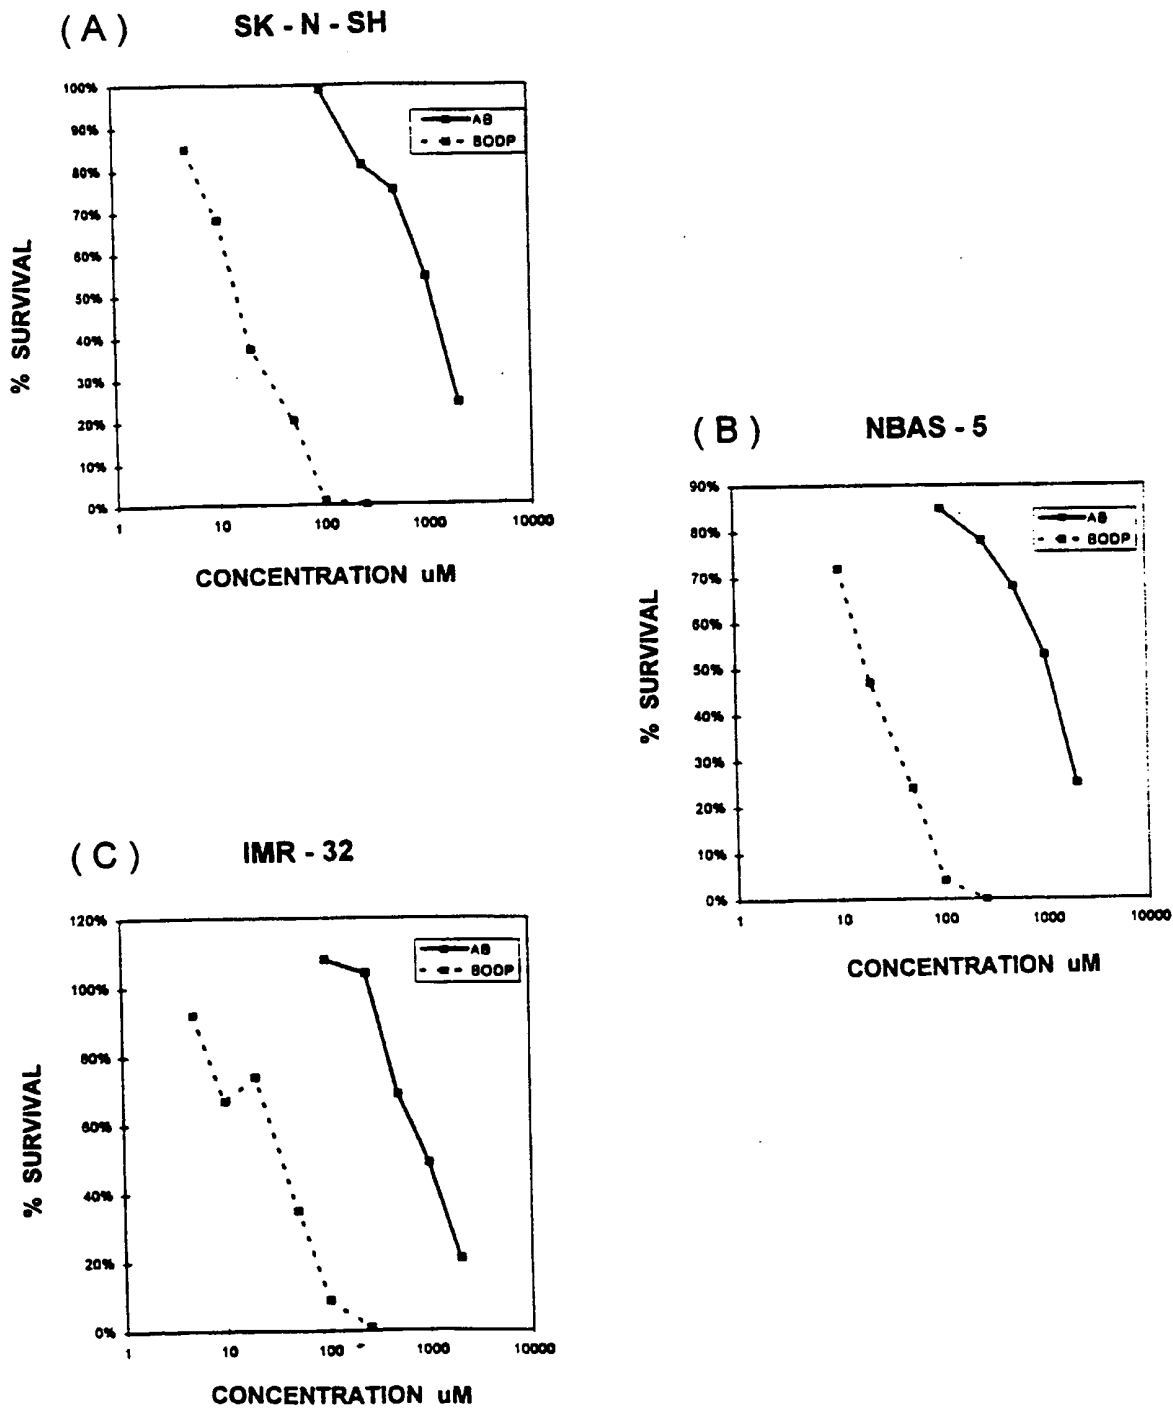 ( A )
SK - N - SH
100%
90%
80%
70%
60%
50%
40%
30%
20%
10%
0%
% SURVIVAL
AB
BODP
1 10 100 1000 10000
CONCENTRATION uM
( B )
NBAS - 5
90%
80%
70%
60%
50%
40%
30%
20%
10%
0%
% SURVIVAL
AB
BODP
1 10 100 1000 10000
CONCENTRATION uM
( C )
IMR - 32
120%
100%
80%
60%
40%
20%
0%
% SURVIVAL
AB
BODP
1 10 100 1000 10000
CONCENTRATION uM